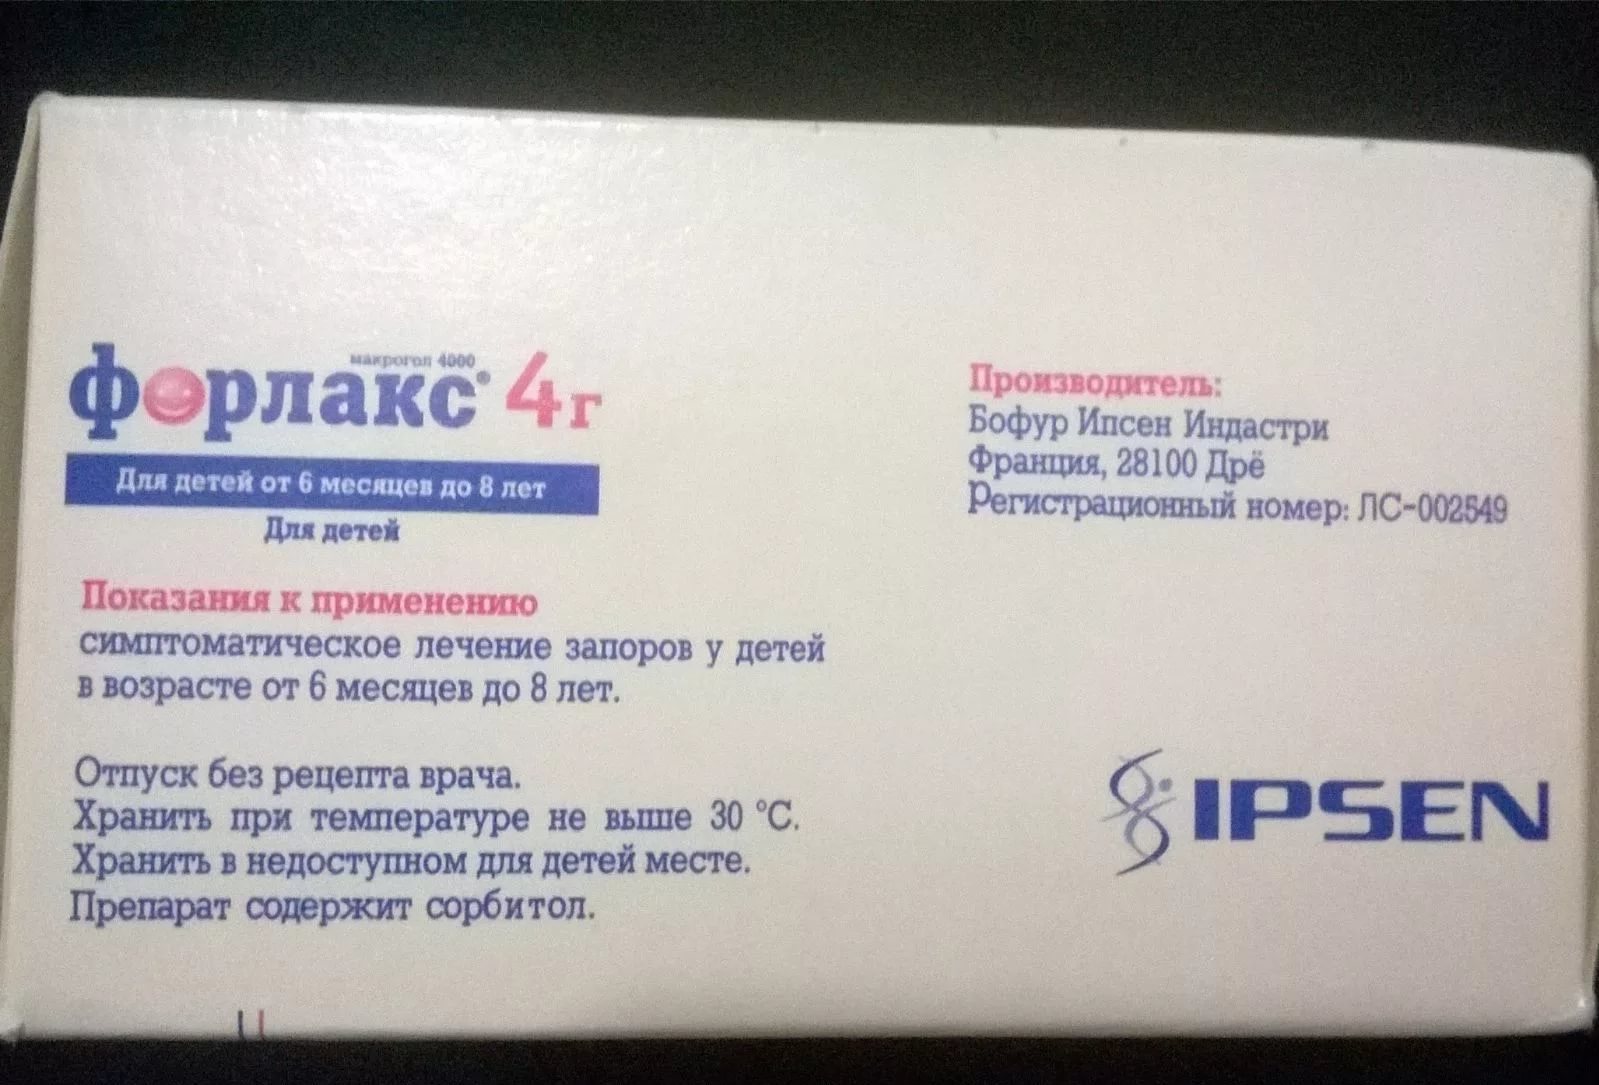 макрогол 4000
форлакс® 4г
Для детей от 6 месяцев до 8 лет
Для детей
Показания к применению
симптоматическое лечение запоров у детей
в возрасте от 6 месяцев до 8 лет.
Отпуск без рецепта врача.
Хранить при температуре не выше 30 °C.
Хранить в недоступном для детей месте.
Препарат содержит сорбитол.
Производитель:
Бофур Ипсен Индастри
Франция, 28100 Дрё
Регистрационный номер: ЛС-002549
IPSEN